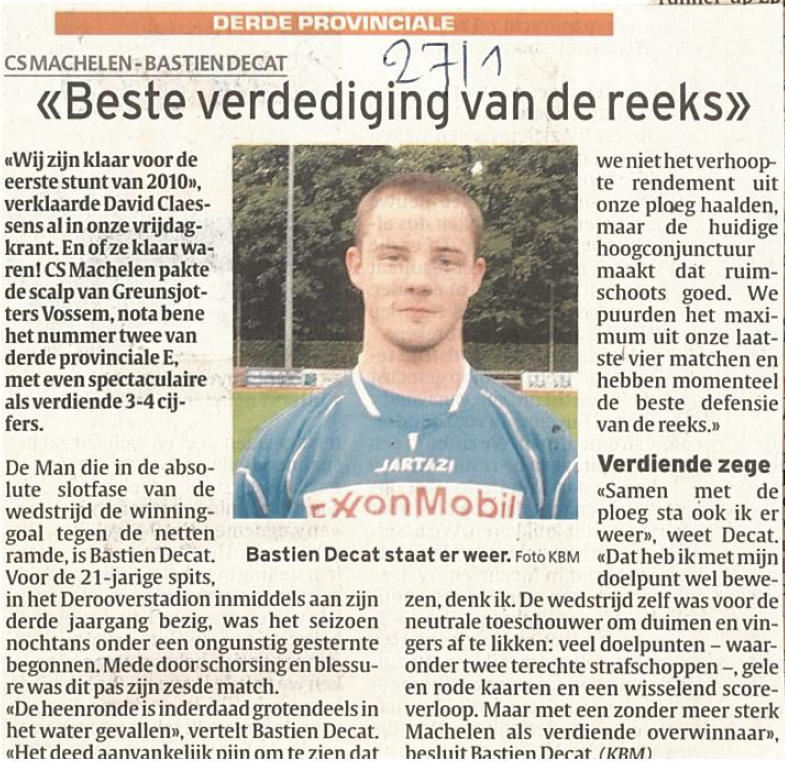 DERDE PROVINCIALE
CS MACHELEN - BASTIEN DECAT
27/1
«Beste verdediging van de reeks»
«Wij zijn klaar voor de
eerste stunt van 2010»,
verklaarde David Claes-
sens al in onze vrijdag-
krant. En of ze klaar wa-
ren! CS Machelen pakte
de scalp van Greunsjot-
ters Vossem, nota bene
het nummer twee van
derde provinciale E,
met even spectaculaire
als verdiende 3-4 cij-
fers.
De Man die in de abso-
lute slotfase van de
wedstrijd de winning-
goal tegen de netten
ramde, is Bastien Decat.
Voor de 21-jarige spits,
in het Derooverstadion inmiddels aan zijn
derde jaargang bezig, was het seizoen
nochtans onder een ongunstig gesternte
begonnen. Mede door schorsing en blessu-
re was dit pas zijn zesde match.
«De heenronde is inderdaad grotendeels in
het water gevallen», vertelt Bastien Decat.
«Het deed aanvankelijk pijn om te zien dat
JARTAZI
ExxonMobil
Bastien Decat staat er weer. Foto KBM
we niet het verhoop-
te rendement uit
onze ploeg haalden,
maar de huidige
hoogconjunctuur
maakt dat ruim-
schoots goed. We
puurden het maxi-
mum uit onze laat-
ste vier matchen en
hebben momenteel
de beste defensie
van de reeks.»
Verdiende zege
«Samen met de
ploeg sta ook ik er
weer», weet Decat.
«Dat heb ik met mijn
doelpunt wel bewe-
zen, denk ik. De wedstrijd zelf was voor de
neutrale toeschouwer om duimen en vin-
gers af te likken: veel doelpunten – waar-
onder twee terechte strafschoppen –, gele
en rode kaarten en een wisselend score-
verloop. Maar met een zonder meer sterk
Machelen als verdiende overwinnaar»,
besluit Bastien Decat. (KBM)